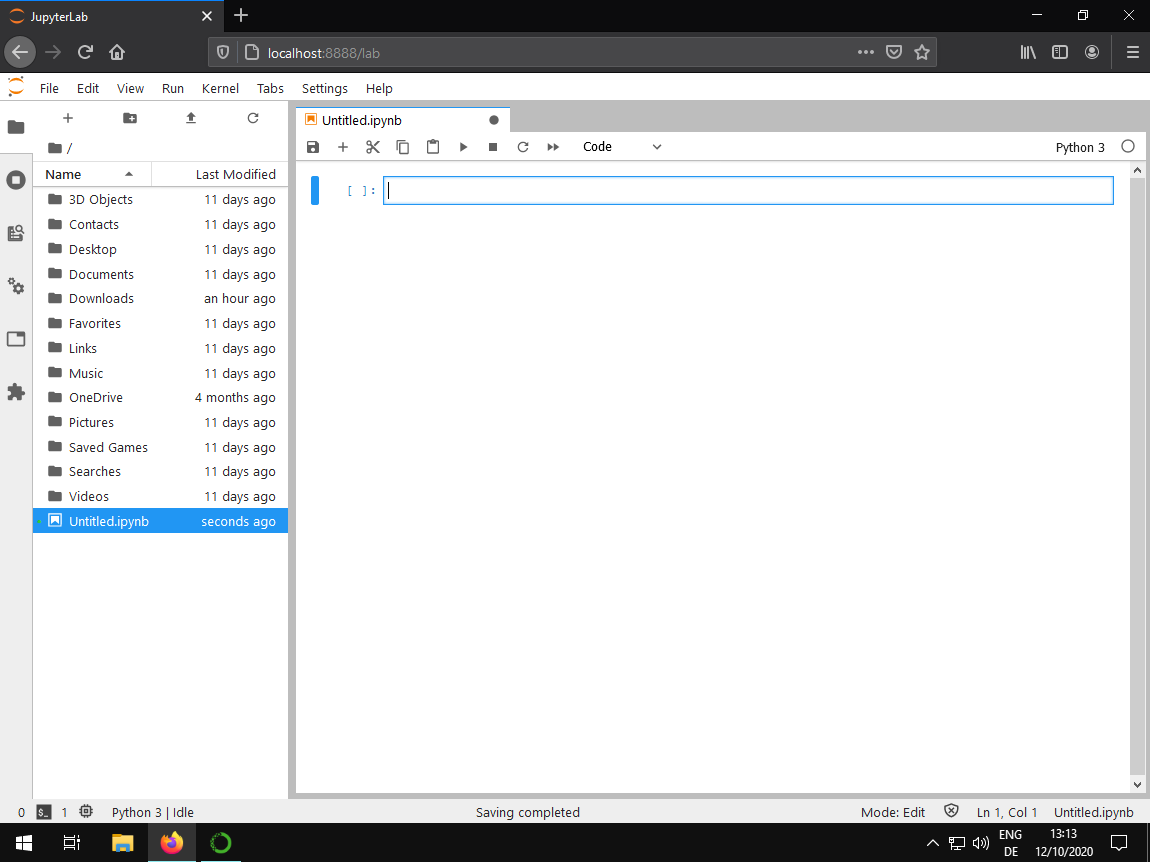 JupyterLab
localhost:8888/lab
File Edit View Run Kernel Tabs Settings Help
/
Name Last Modified
3D Objects 11 days ago
Contacts 11 days ago
Desktop 11 days ago
Documents 11 days ago
Downloads an hour ago
Favorites 11 days ago
Links 11 days ago
Music 11 days ago
OneDrive 4 months ago
Pictures 11 days ago
Saved Games 11 days ago
Searches 11 days ago
Videos 11 days ago
Untitled.ipynb seconds ago
Untitled.ipynb
Code Python 3
[ ]:
0 $_ 1 Python 3 | Idle Saving completed Mode: Edit Ln 1, Col 1 Untitled.ipynb
ENG 13:13
DE 12/10/2020